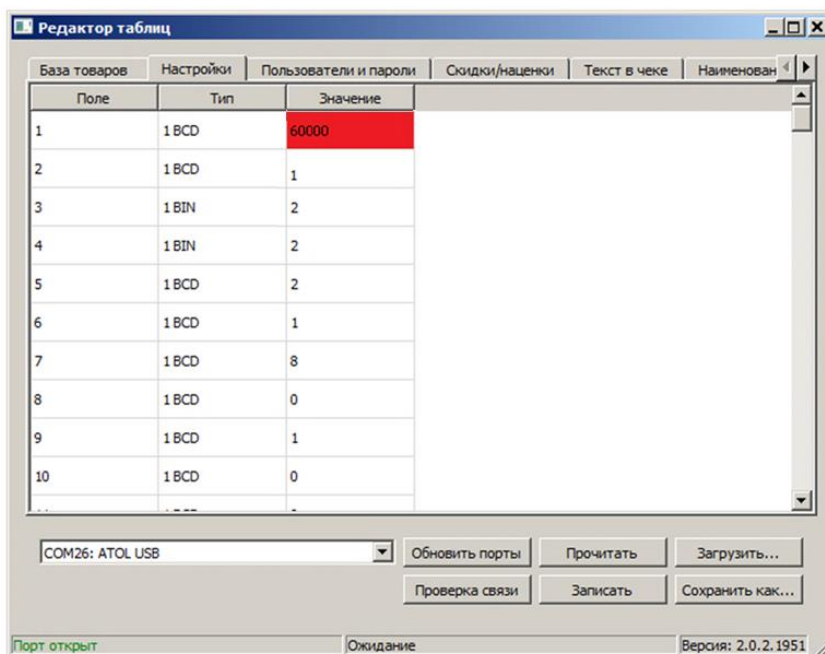 Редактор таблиц
База товаров Настройки Пользователи и пароли Скидки/наценки Текст в чеке Наименован
Поле Тип Значение
1 1 BCD 60000
2 1 BCD 1
3 1 BIN 2
4 1 BIN 2
5 1 BCD 2
6 1 BCD 1
7 1 BCD 8
8 1 BCD 0
9 1 BCD 1
10 1 BCD 0
COM26: ATOL USB Обновить порты Прочитать Загрузить...
Проверка связи Записать Сохранить как...
Порт открыт Ожидание Версия: 2.0.2.1951